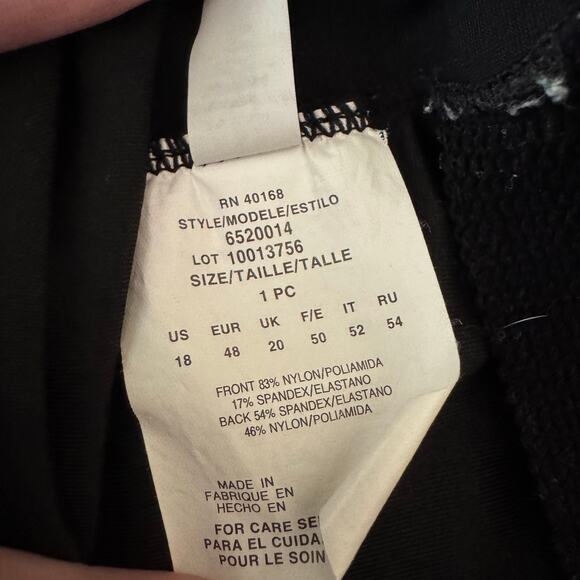 RN 40168
STYLE/MODELE/ESTILO
6520014
LOT 10013756
SIZE/TAILLE/TALLE
1 PC
US EUR UK F/E IT RU
18 48 20 50 52 54
FRONT 83% NYLON/POLIAMIDA
17% SPANDEX/ELASTANO
BACK 54% SPANDEX/ELASTANO
46% NYLON/POLIAMIDA
MADE IN
FABRIQUE EN
HECHO EN
FOR CARE SE
PARA EL CUIDA
POUR LE SOIN